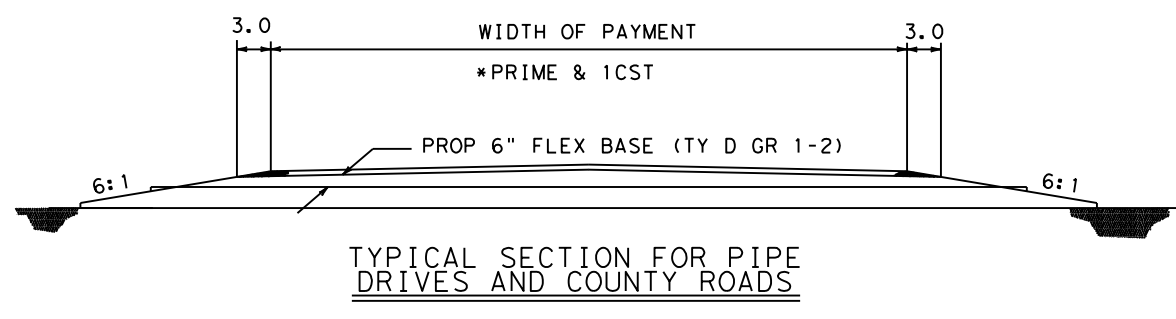 3.0
WIDTH OF PAYMENT
3.0
*PRIME & 1CST
PROP 6" FLEX BASE (TY D GR 1-2)
6:1
6:1
TYPICAL SECTION FOR PIPE
DRIVES AND COUNTY ROADS